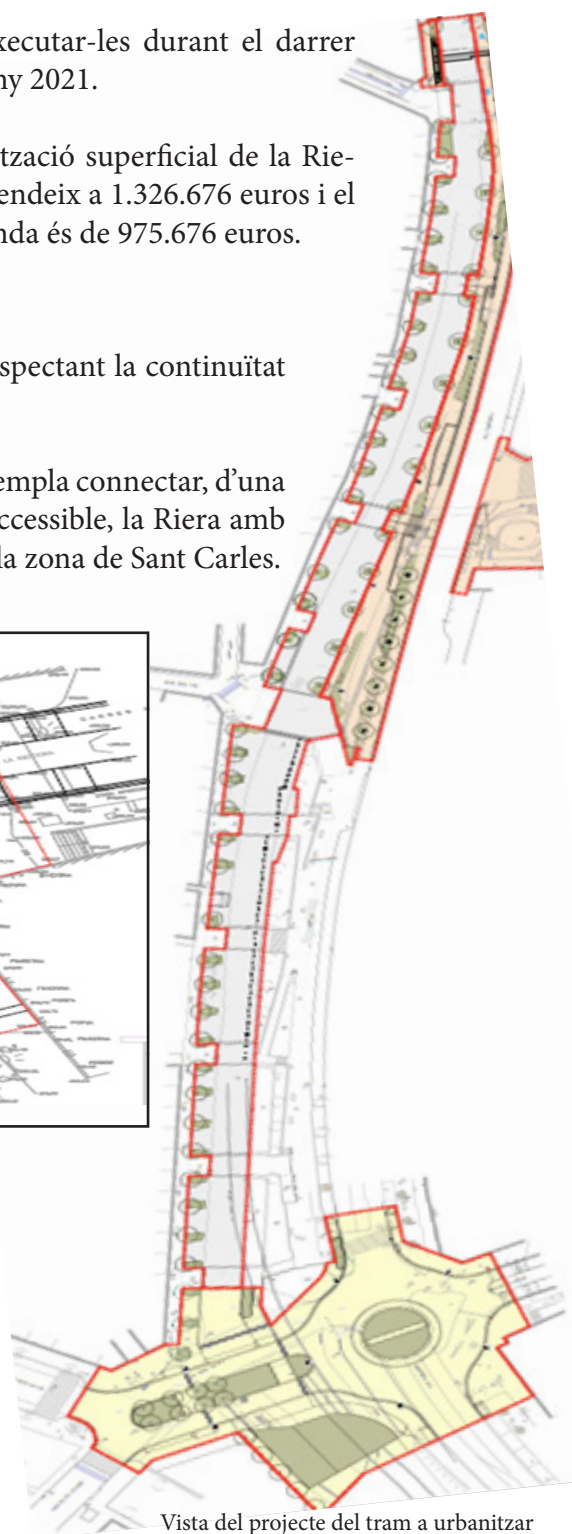 xecutar-les durant el darrer
ny 2021.
tzació superficial de la Rie-
endeix a 1.326.676 euros i el
nda és de 975.676 euros.
spectant la continuïtat
empla connectar, d’una
ccessible, la Riera amb
la zona de Sant Carles.
Vista del projecte del tram a urbanitzar